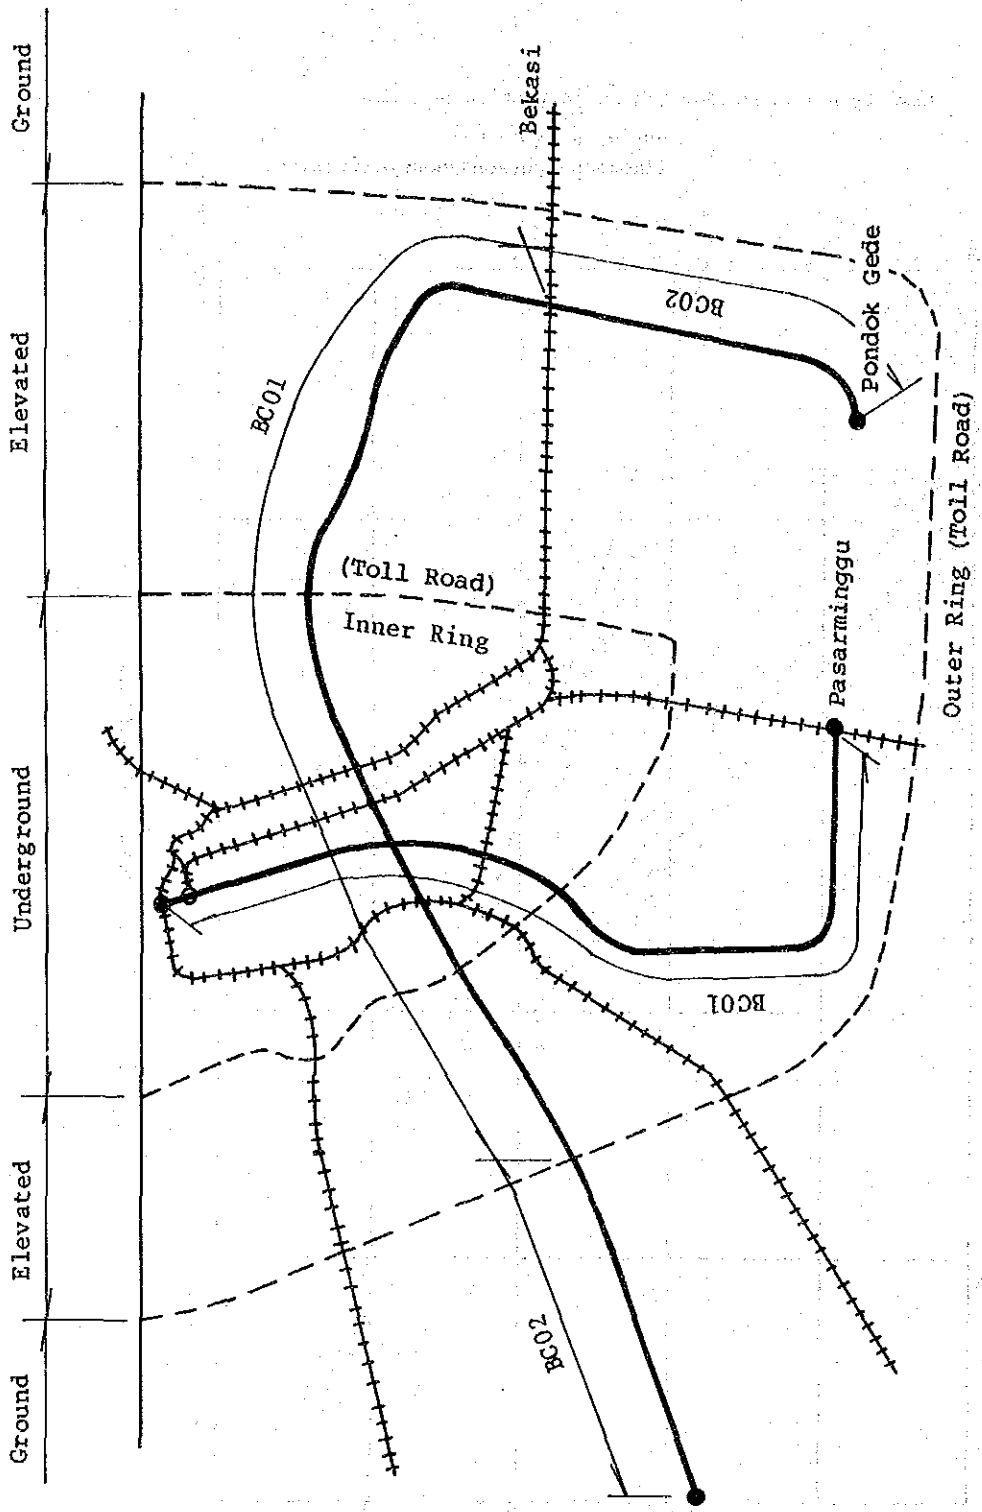 Ground
Elevated
Underground
Elevated
Ground
BC02
BC01
(Toll Road)
Inner Ring
BC01
Bekasi
BC02
Pondok Gede
Pasarminggu
Outer Ring (Toll Road)